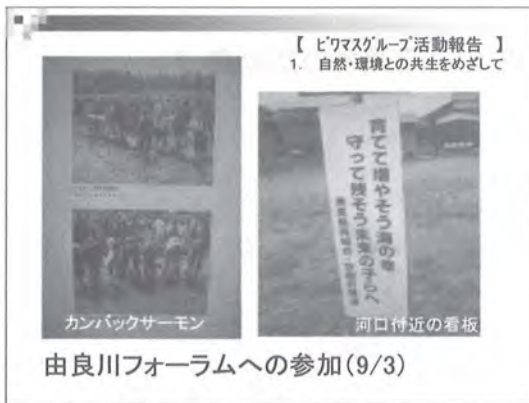 【 ビワマスグループ活動報告 】
1. 自然・環境との共生をめざして
育てて増やそう海の幸
守って残そう未来の子らへ
カンバックサーモン
河口付近の看板
由良川フォーラムへの参加(9/3)